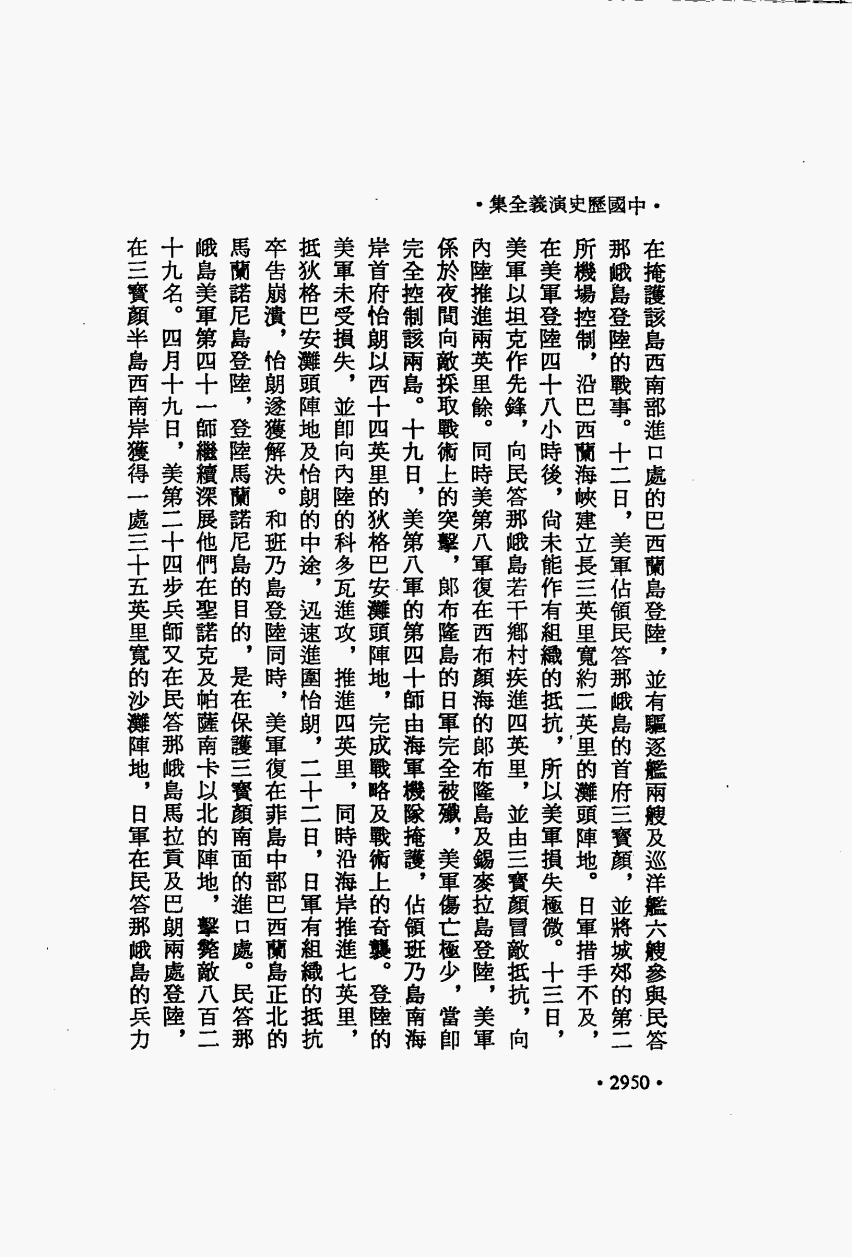 •中國歷史演義全集•
在掩護該島西南部進口處的巴西蘭島登陸，並有驅逐艦兩艘及巡洋艦六艘參與民答
那峨島登陸的戰事。十二日，美軍佔領民答那峨島的首府三寶顏，並將城郊的第二
所機場控制，沿巴西蘭海峽建立長三英里寬約二英里的灘頭陣地。日軍措手不及，
在美軍登陸四十八小時後，尙未能作有組織的抵抗，所以美軍損失極微。十三日，
美軍以坦克作先鋒，向民答那峨島若干鄉村疾進四英里，並由三寶顏冒敵抵抗，向
內陸推進兩英里餘。同時美第八軍復在西布顏海的郎布隆島及錫麥拉島登陸，美軍
係於夜間向敵採取戰術上的突擊，郎布隆島的日軍完全被殲，美軍傷亡極少，當卽
完全控制該兩島。十九日，美第八軍的第四十師由海軍機隊掩護，佔領班乃島南海
岸首府怡朗以西十四英里的狄格巴安灘頭陣地，完成戰略及戰術上的奇襲。登陸的
美軍未受損失，並卽向內陸的科多瓦進攻，推進四英里，同時沿海岸推進七英里，
抵狄格巴安灘頭陣地及怡朗的中途，迅速進圍怡朗，二十二日，日軍有組織的抵抗
卒告崩潰，怡朗遂獲解決。和班乃島登陸同時，美軍復在菲島中部巴西蘭島正北的
馬蘭諾尼島登陸，登陸馬蘭諾尼島的目的，是在保護三寶顏南面的進口處。民答那
峨島美軍第四十一師繼續深展他們在聖諾克及帕薩南卡以北的陣地，擊斃敵八百二
十九名。四月十九日，美第二十四步兵師又在民答那峨島馬拉貢及巴朗兩處登陸，
在三寶顏半島西南岸獲得一處三十五英里寬的沙灘陣地，日軍在民答那峨島的兵力
•2950•